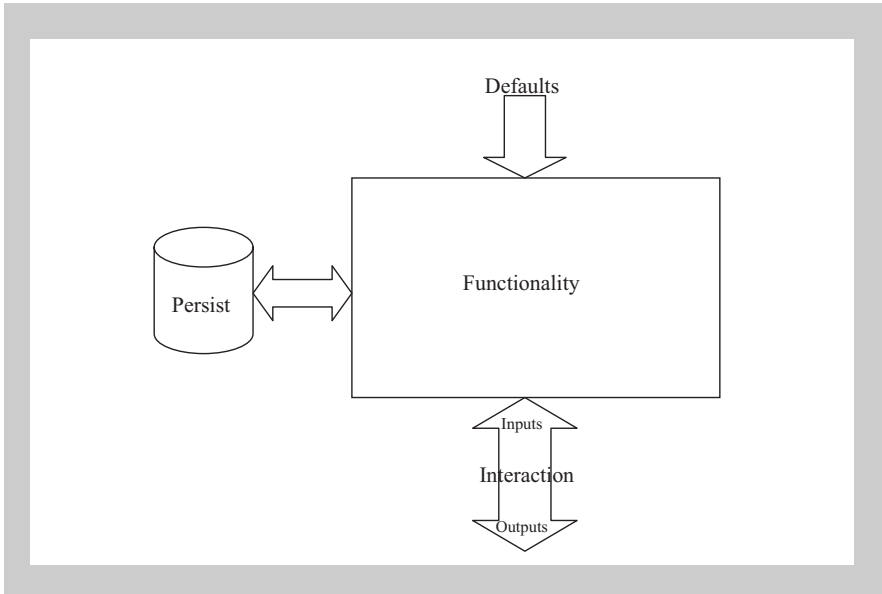 Defaults
Functionality
Persist
Inputs
Interaction
Outputs